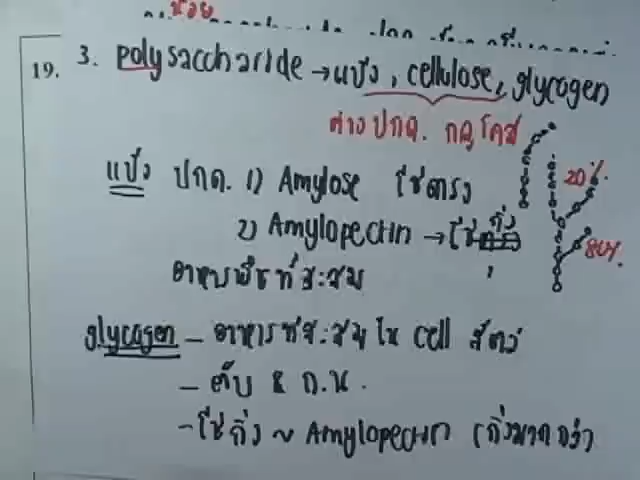 น้อย
19. 3. polysaccharide → แป้ง, cellulose, glycogen
ต่าง ปกด. กลูโคส
แป้ง ปกด. 1) Amylose โซ่ตรง
20%
2) Amylopectin → โซ่กิ่ง
80%
อาหารพืชที่สะสม
glycogen - อาหารที่สะสมใน cell สัตว์
- ตับ & ก.น.
- โซ่กิ่ง ~ Amylopectin (กิ่งมากกว่า